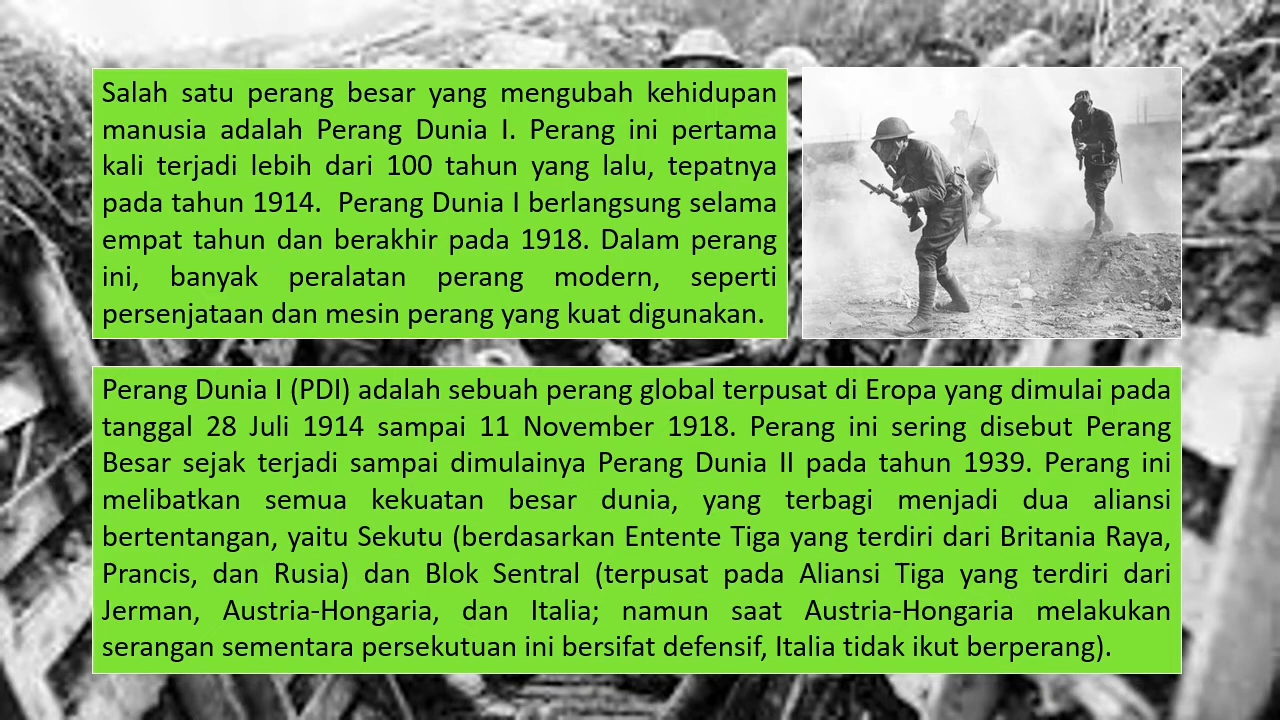 Salah satu perang besar yang mengubah kehidupan
manusia adalah Perang Dunia I. Perang ini pertama
kali terjadi lebih dari 100 tahun yang lalu, tepatnya
pada tahun 1914.  Perang Dunia I berlangsung selama
empat tahun dan berakhir pada 1918. Dalam perang
ini, banyak peralatan perang modern, seperti
persenjataan dan mesin perang yang kuat digunakan.
Perang Dunia I (PDI) adalah sebuah perang global terpusat di Eropa yang dimulai pada
tanggal 28 Juli 1914 sampai 11 November 1918. Perang ini sering disebut Perang
Besar sejak terjadi sampai dimulainya Perang Dunia II pada tahun 1939. Perang ini
melibatkan semua kekuatan besar dunia, yang terbagi menjadi dua aliansi
bertentangan, yaitu Sekutu (berdasarkan Entente Tiga yang terdiri dari Britania Raya,
Prancis, dan Rusia) dan Blok Sentral (terpusat pada Aliansi Tiga yang terdiri dari
Jerman, Austria-Hongaria, dan Italia; namun saat Austria-Hongaria melakukan
serangan sementara persekutuan ini bersifat defensif, Italia tidak ikut berperang).